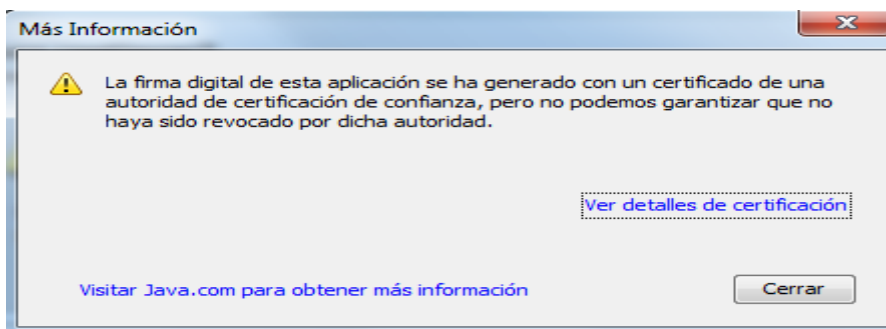 Más Información
La firma digital de esta aplicación se ha generado con un certificado de una
autoridad de certificación de confianza, pero no podemos garantizar que no
haya sido revocado por dicha autoridad.
Ver detalles de certificación
Visitar Java.com para obtener más información
Cerrar